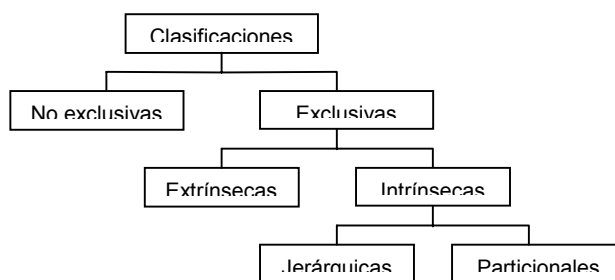 Clasificaciones
No exclusivas
Exclusivas
Extrínsecas
Intrínsecas
Jerárquicas
Particionales